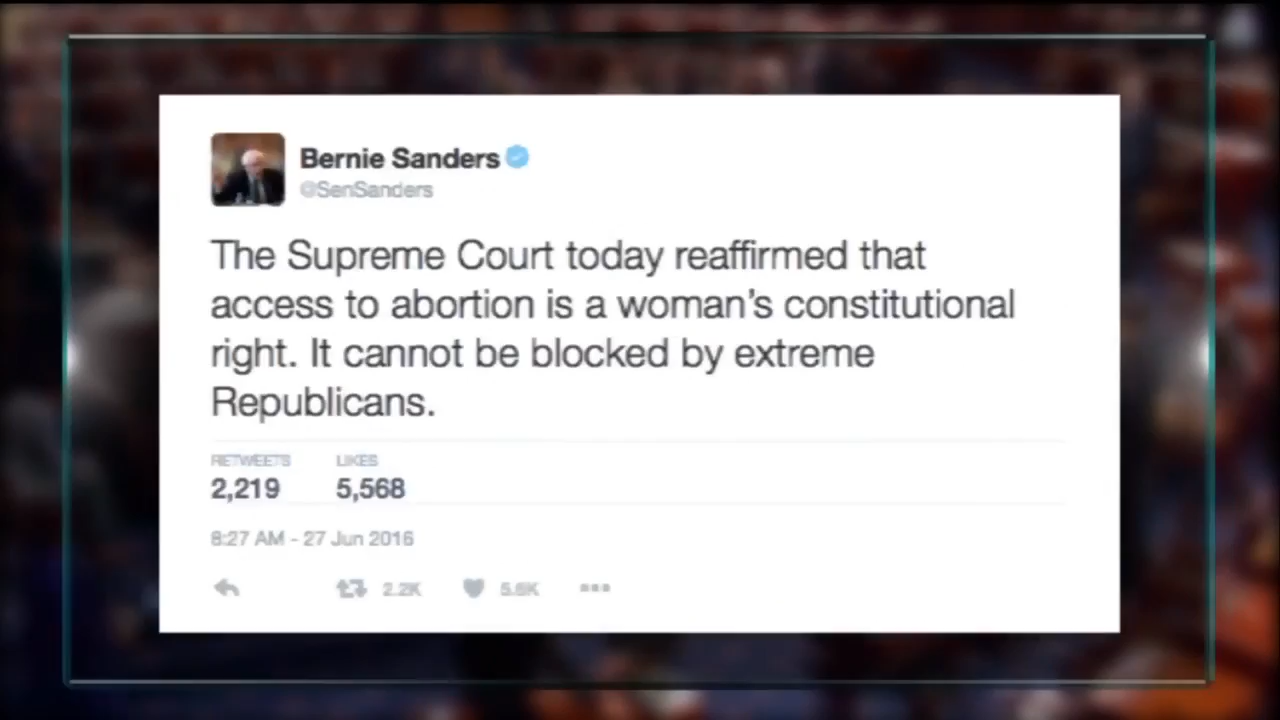 Bernie Sanders
@SenSanders
The Supreme Court today reaffirmed that
access to abortion is a woman's constitutional
right. It cannot be blocked by extreme
Republicans.
RETWEETS LIKES
2,219 5,568
8:27 AM - 27 Jun 2016
2.2K 5.6K